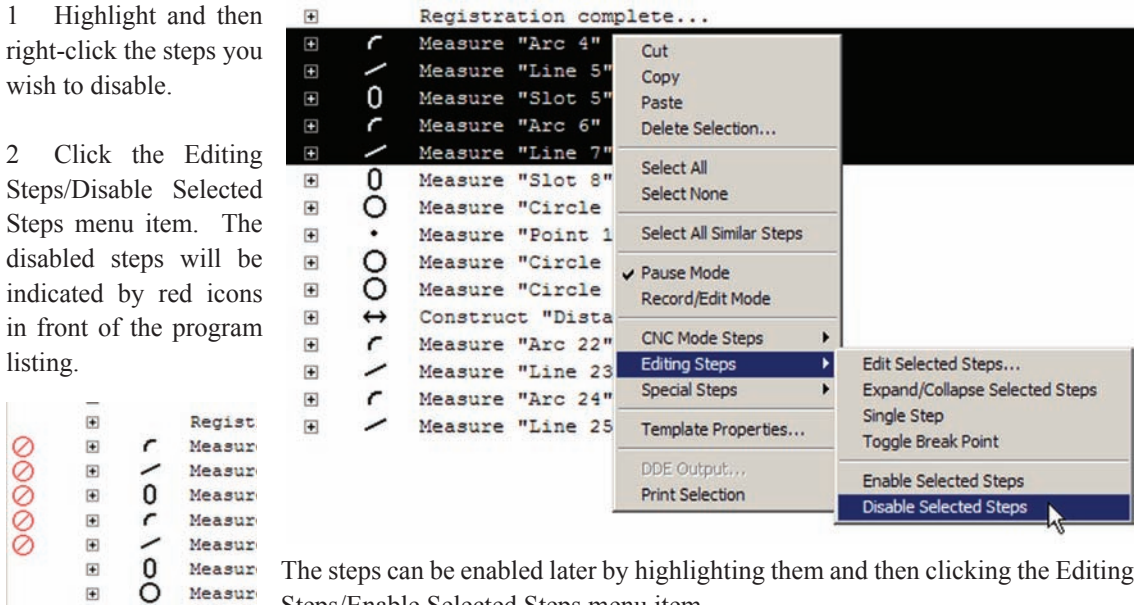 1 Highlight and then
right-click the steps you
wish to disable.
2 Click the Editing
Steps/Disable Selected
Steps menu item. The
disabled steps will be
indicated by red icons
in front of the program
listing.
Registration complete...
Measure "Arc 4"
Measure "Line 5"
Measure "Slot 5"
Measure "Arc 6"
Measure "Line 7"
Measure "Slot 8"
Measure "Circle
Measure "Point 1
Measure "Circle
Measure "Circle
Construct "Dista
Measure "Arc 22"
Measure "Line 23
Measure "Arc 24"
Measure "Line 25
Cut
Copy
Paste
Delete Selection...
Select All
Select None
Select All Similar Steps
Pause Mode
Record/Edit Mode
CNC Mode Steps
Editing Steps
Special Steps
Template Properties...
DDE Output...
Print Selection
Edit Selected Steps...
Expand/Collapse Selected Steps
Single Step
Toggle Break Point
Enable Selected Steps
Disable Selected Steps
Regist
Measur
Measur
Measur
Measur
Measur
Measur
Measur
The steps can be enabled later by highlighting them and then clicking the Editing
Steps/Enable Selected Steps menu item